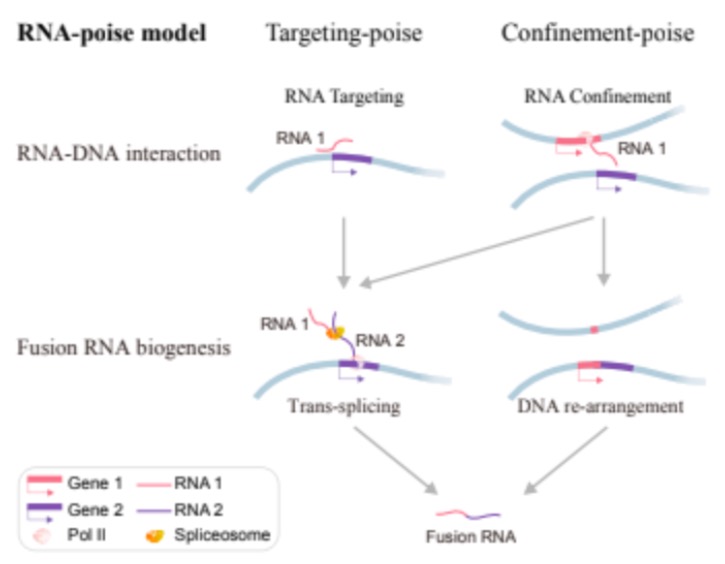 RNA-poise model
Targeting-poise
Confinement-poise
RNA Targeting
RNA Confinement
RNA-DNA interaction
RNA 1
RNA 1
Fusion RNA biogenesis
RNA 1
RNA 2
Trans-splicing
DNA re-arrangement
Gene 1
RNA 1
Gene 2
RNA 2
Pol II
Spliceosome
Fusion RNA